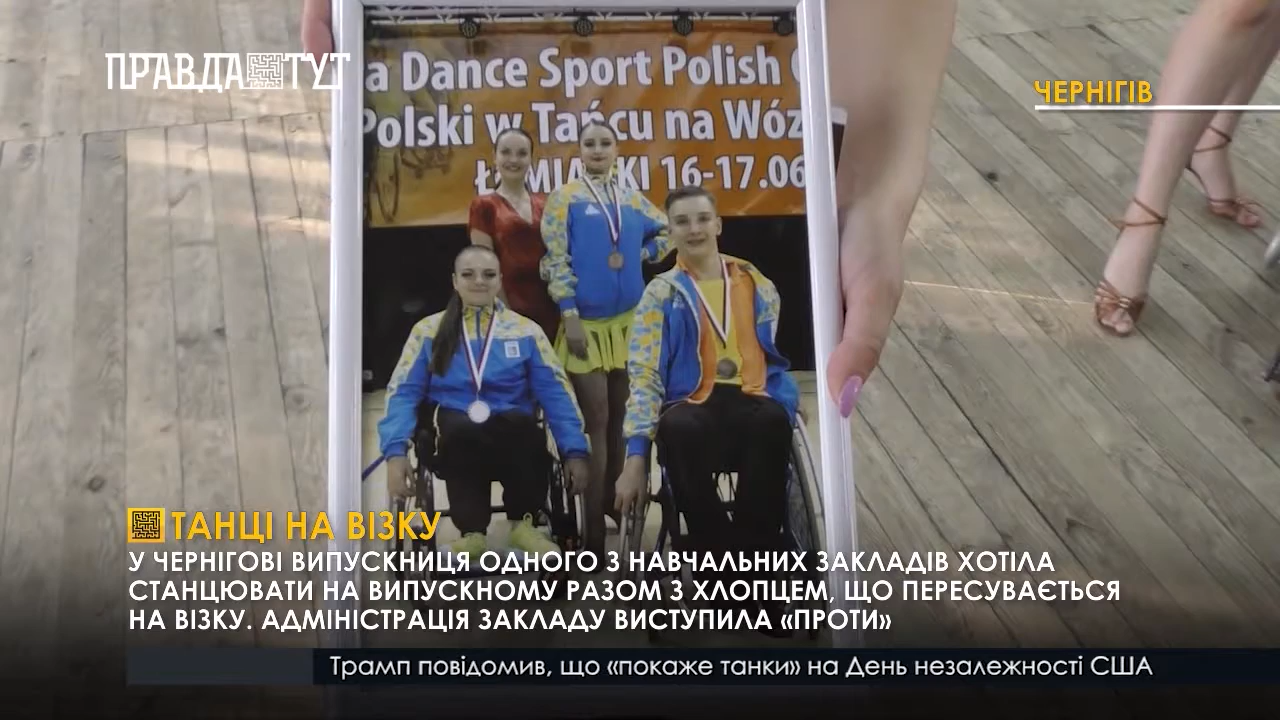 ПРАВДА ТУТ
ЧЕРНІГІВ
a Dance Sport Polish
Polski w Tańcu na Wóz
16-17.06
ТАНЦІ НА ВІЗКУ
У ЧЕРНІГОВІ ВИПУСКНИЦЯ ОДНОГО З НАВЧАЛЬНИХ ЗАКЛАДІВ ХОТІЛА
СТАНЦЮВАТИ НА ВИПУСКНОМУ РАЗОМ З ХЛОПЦЕМ, ЩО ПЕРЕСУВАЄТЬСЯ
НА ВІЗКУ. АДМІНІСТРАЦІЯ ЗАКЛАДУ ВИСТУПИЛА «ПРОТИ»
Трамп повідомив, що «покаже танки» на День незалежності США